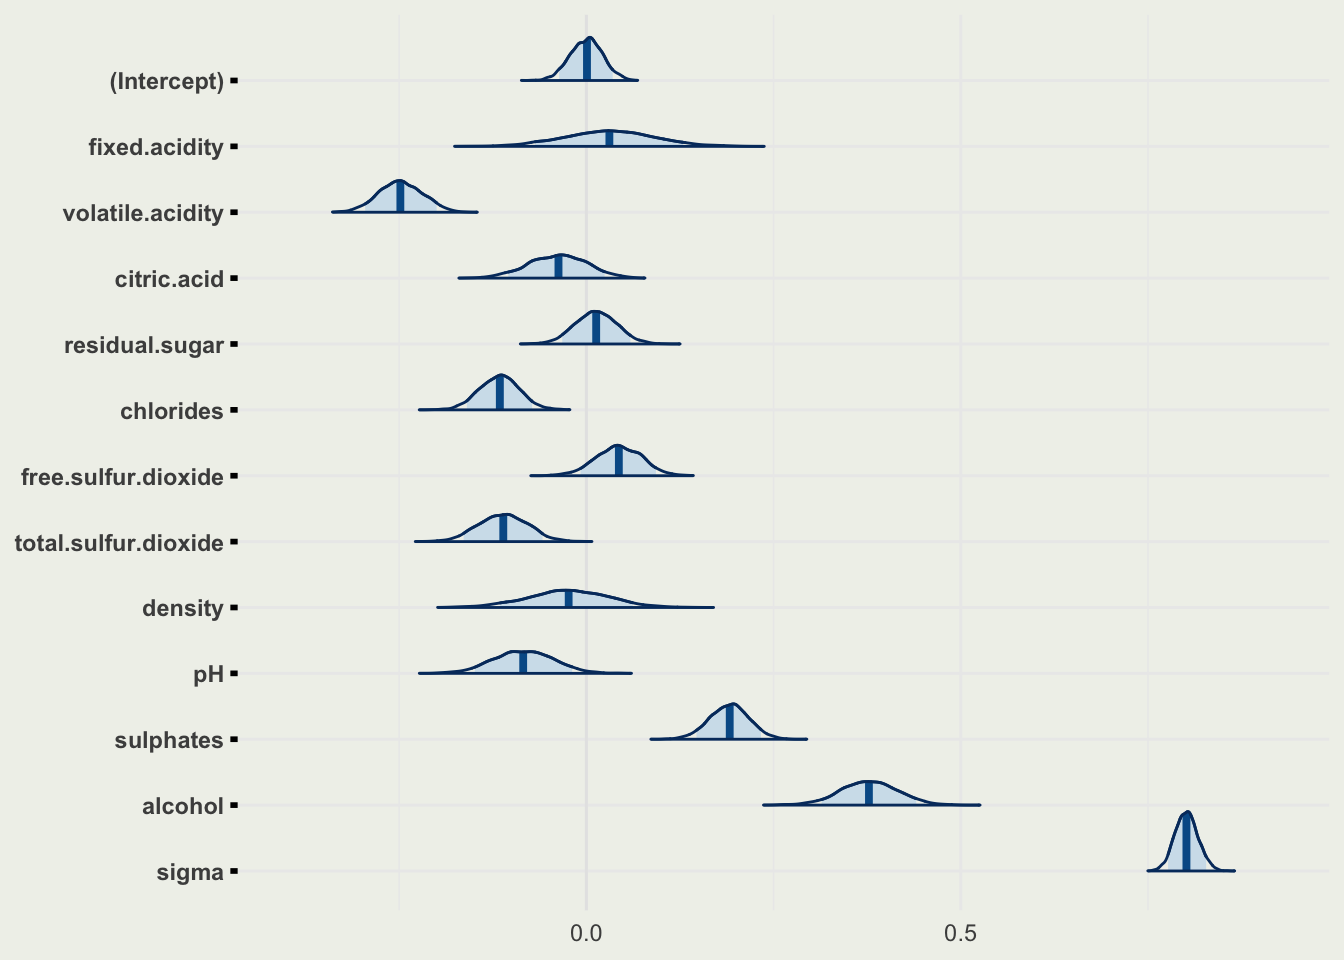 (Intercept)
fixed.acidity
volatile.acidity
citric.acid
residual.sugar
chlorides
free.sulfur.dioxide
total.sulfur.dioxide
density
pH
sulphates
alcohol
sigma
0.0 0.5